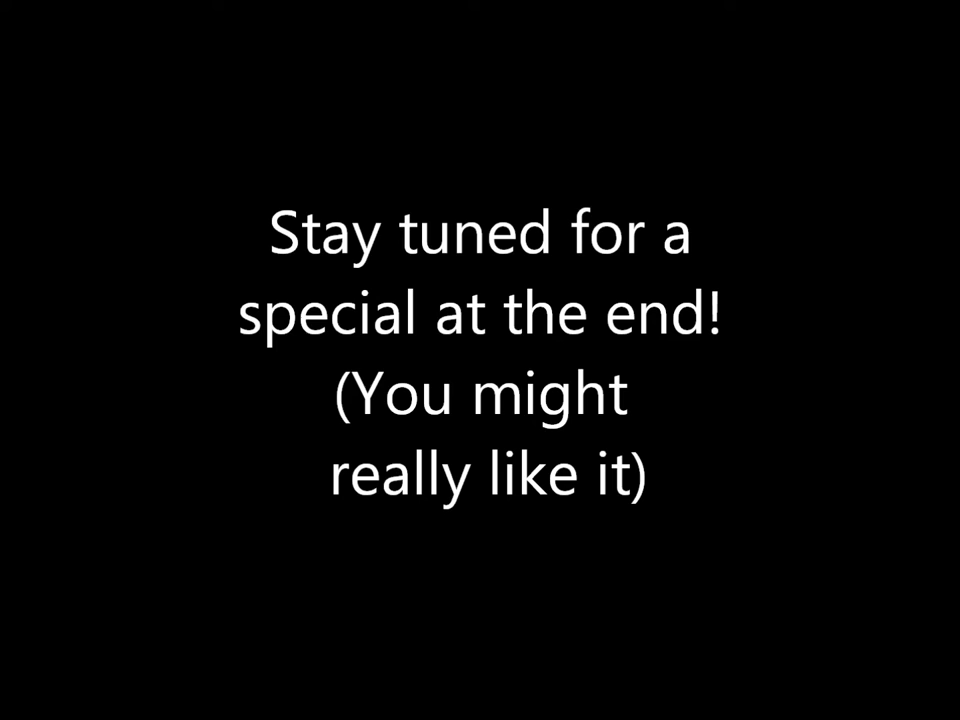 Stay tuned for a
special at the end!
(You might
really like it)